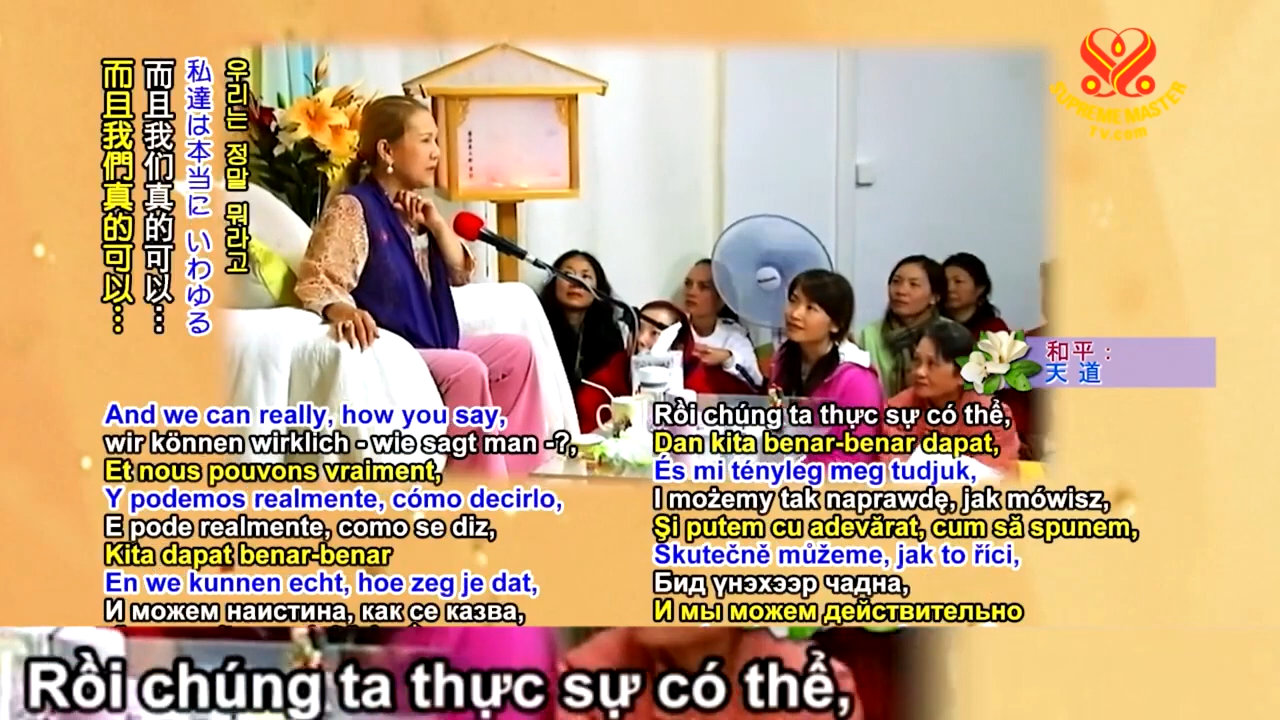 우리는 정말 뭐라고
私達は本当に いわゆる
而且我们真的可以…
而且我們真的可以…
SUPREME MASTER
TV.com
和平：
天道
And we can really, how you say,
wir können wirklich - wie sagt man -?,
Et nous pouvons vraiment,
Y podemos realmente, cómo decirlo,
E pode realmente, como se diz,
Kita dapat benar-benar
En we kunnen echt, hoe zeg je dat,
И можем наистина, как се казва,
Rồi chúng ta thực sự có thể,
Dan kita benar-benar dapat,
És mi tényleg meg tudjuk,
I możemy tak naprawdę, jak mówisz,
Şi putem cu adevărat, cum să spunem,
Skutečně můžeme, jak to říci,
Бид үнэхээр чадна,
И мы можем действительно
Rồi chúng ta thực sự có thể,